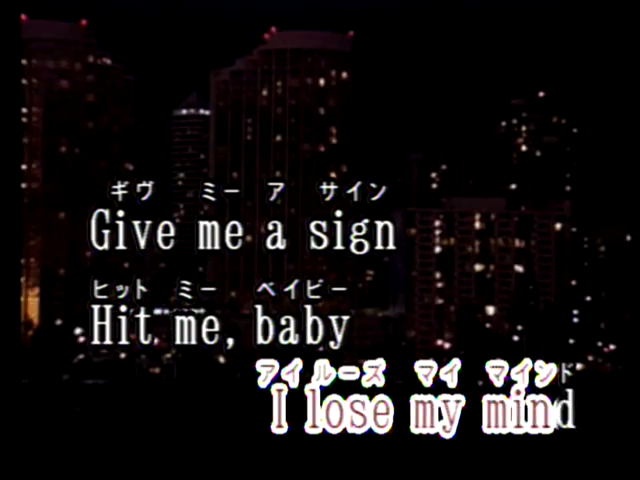 ギヴ ミー ア サイン
Give me a sign
ヒット ミー ベイビー
Hit me, baby
アイ ルーズ マイ マインド
I lose my mind